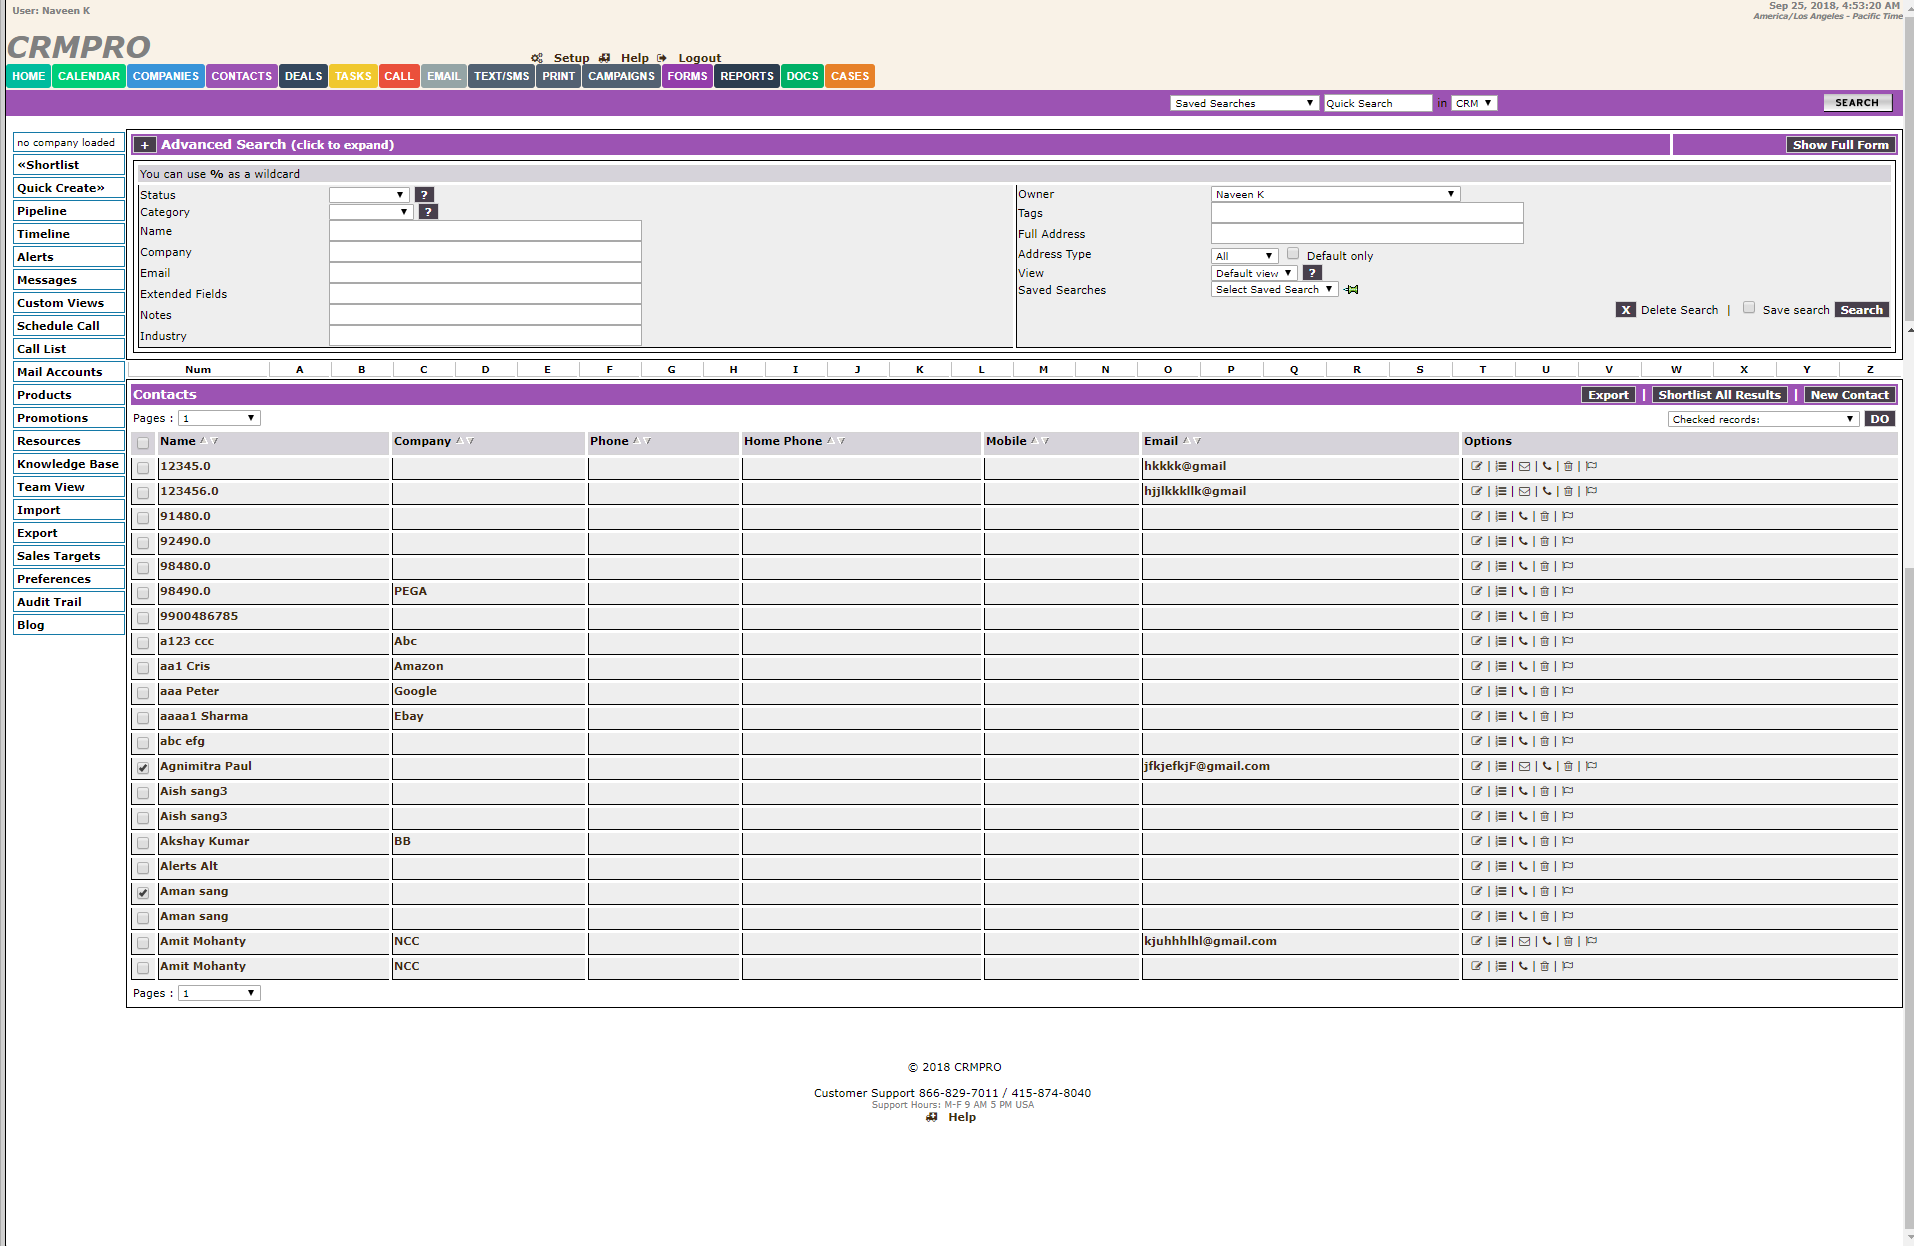 User: Naveen K
Sep 25, 2018, 4:53:20 AM
America/Los Angeles - Pacific Time
CRMPRO
Setup Help Logout
HOME CALENDAR COMPANIES CONTACTS DEALS TASKS CALL EMAIL TEXT/SMS PRINT CAMPAIGNS FORMS REPORTS DOCS CASES
Saved Searches Quick Search in CRM SEARCH
no company loaded
«Shortlist
Quick Create»
Pipeline
Timeline
Alerts
Messages
Custom Views
Schedule Call
Call List
Mail Accounts
Products
Promotions
Resources
Knowledge Base
Team View
Import
Export
Sales Targets
Preferences
Audit Trail
Blog
+ Advanced Search (click to expand) Show Full Form
You can use % as a wildcard
Status ?
Category ?
Name
Company
Email
Extended Fields
Notes
Industry
Owner Naveen K
Tags
Full Address
Address Type All Default only
View Default view ?
Saved Searches Select Saved Search
X Delete Search | Save search Search
Num A B C D E F G H I J K L M N O P Q R S T U V W X Y Z
Contacts Export | Shortlist All Results | New Contact
Pages : 1 Checked records: DO
Name Company Phone Home Phone Mobile Email Options
12345.0 hkkkk@gmail
123456.0 hjjlkkkllk@gmail
91480.0
92490.0
98480.0
98490.0 PEGA
9900486785
a123 ccc Abc
aa1 Cris Amazon
aaa Peter Google
aaaa1 Sharma Ebay
abc efg
Agnimitra Paul jfkjefkjF@gmail.com
Aish sang3
Aish sang3
Akshay Kumar BB
Alerts Alt
Aman sang
Aman sang
Amit Mohanty NCC kjuhhhlhl@gmail.com
Amit Mohanty NCC
Pages : 1
© 2018 CRMPRO
Customer Support 866-829-7011 / 415-874-8040
Support Hours: M-F 9 AM 5 PM USA
Help